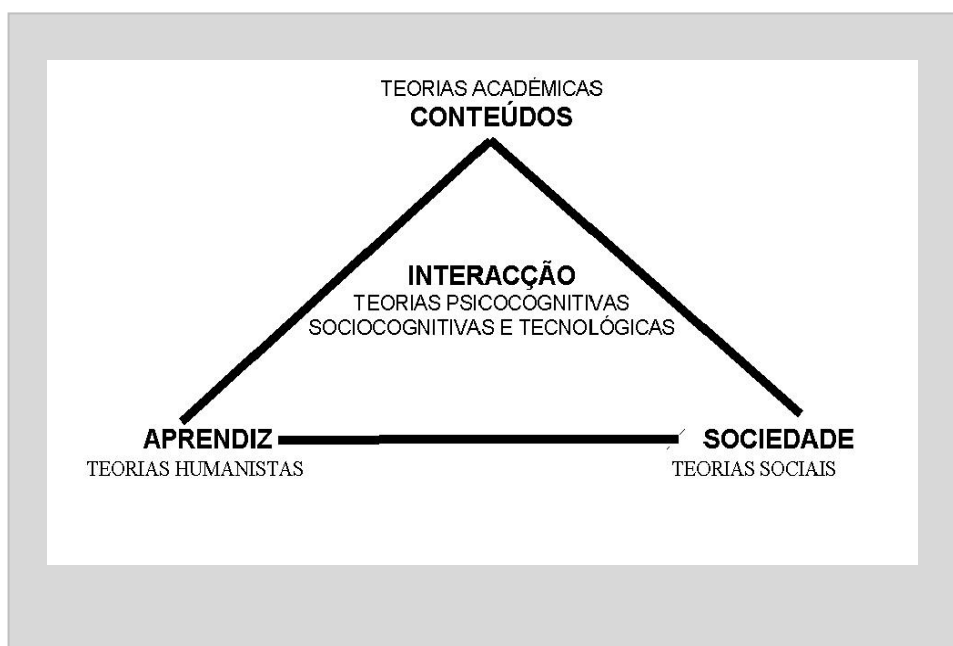 TEORIAS ACADÉMICAS
CONTEÚDOS
INTERACÇÃO
TEORIAS PSICOCOGNITIVAS
SOCIOCOGNITIVAS E TECNOLÓGICAS
APRENDIZ
SOCIEDADE
TEORIAS HUMANISTAS
TEORIAS SOCIAIS